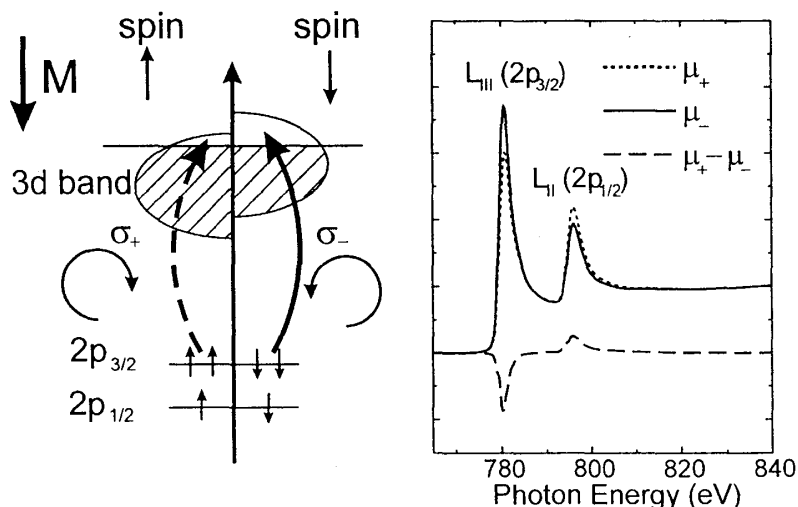 spin
spin
M
3d band
σ+
σ−
2p3/2
2p1/2
LIII (2p3/2)
LII (2p1/2)
μ+
μ−
μ+−μ−
780
800
820
840
Photon Energy (eV)